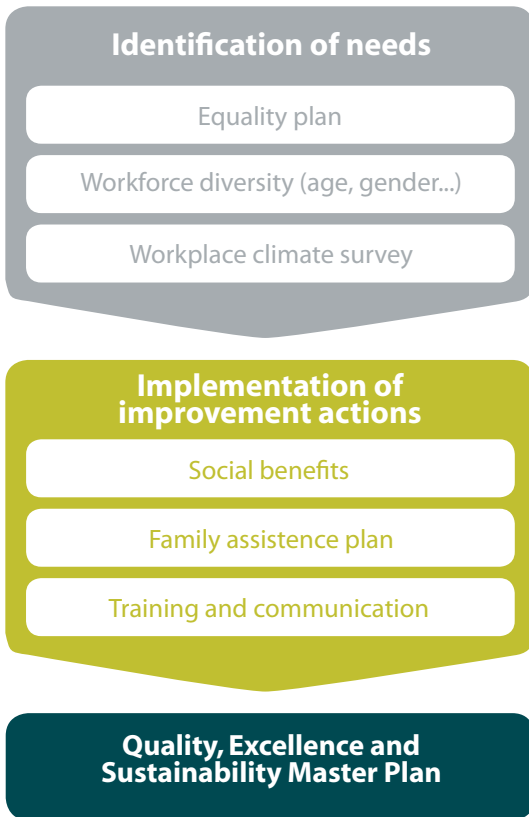 Identification of needs
Equality plan
Workforce diversity (age, gender...)
Workplace climate survey
Implementation of
improvement actions
Social benefits
Family assistence plan
Training and communication
Quality, Excellence and
Sustainability Master Plan